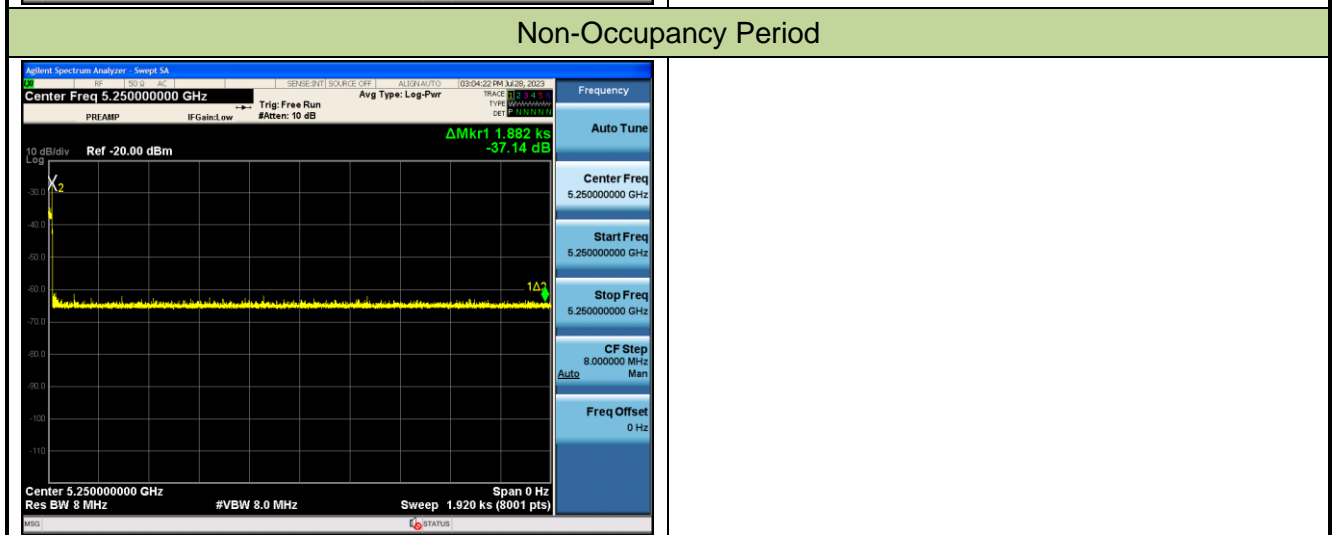 Non-Occupancy Period
Agilent Spectrum Analyzer - Swept SA
RF 50 Ω AC SENSE:INT SOURCE OFF ALIGN AUTO 03:04:22 PM Jul 28, 2023
Center Freq 5.250000000 GHz
PREAMP IFGain:Low
Trig: Free Run
#Atten: 10 dB
Avg Type: Log-Pwr
TRACE 1 2 3 4 5 6
TYPE WWWWWW
DET P N N N N N
ΔMkr1 1.882 ks
-37.14 dB
10 dB/div Ref -20.00 dBm
Log
2
-30.0
-40.0
-50.0
-60.0
1Δ2
-70.0
-80.0
-90.0
-100
-110
Center 5.250000000 GHz Span 0 Hz
Res BW 8 MHz #VBW 8.0 MHz Sweep 1.920 ks (8001 pts)
MSG STATUS
Frequency
Auto Tune
Center Freq
5.250000000 GHz
Start Freq
5.250000000 GHz
Stop Freq
5.250000000 GHz
CF Step
8.000000 MHz
Auto Man
Freq Offset
0 Hz